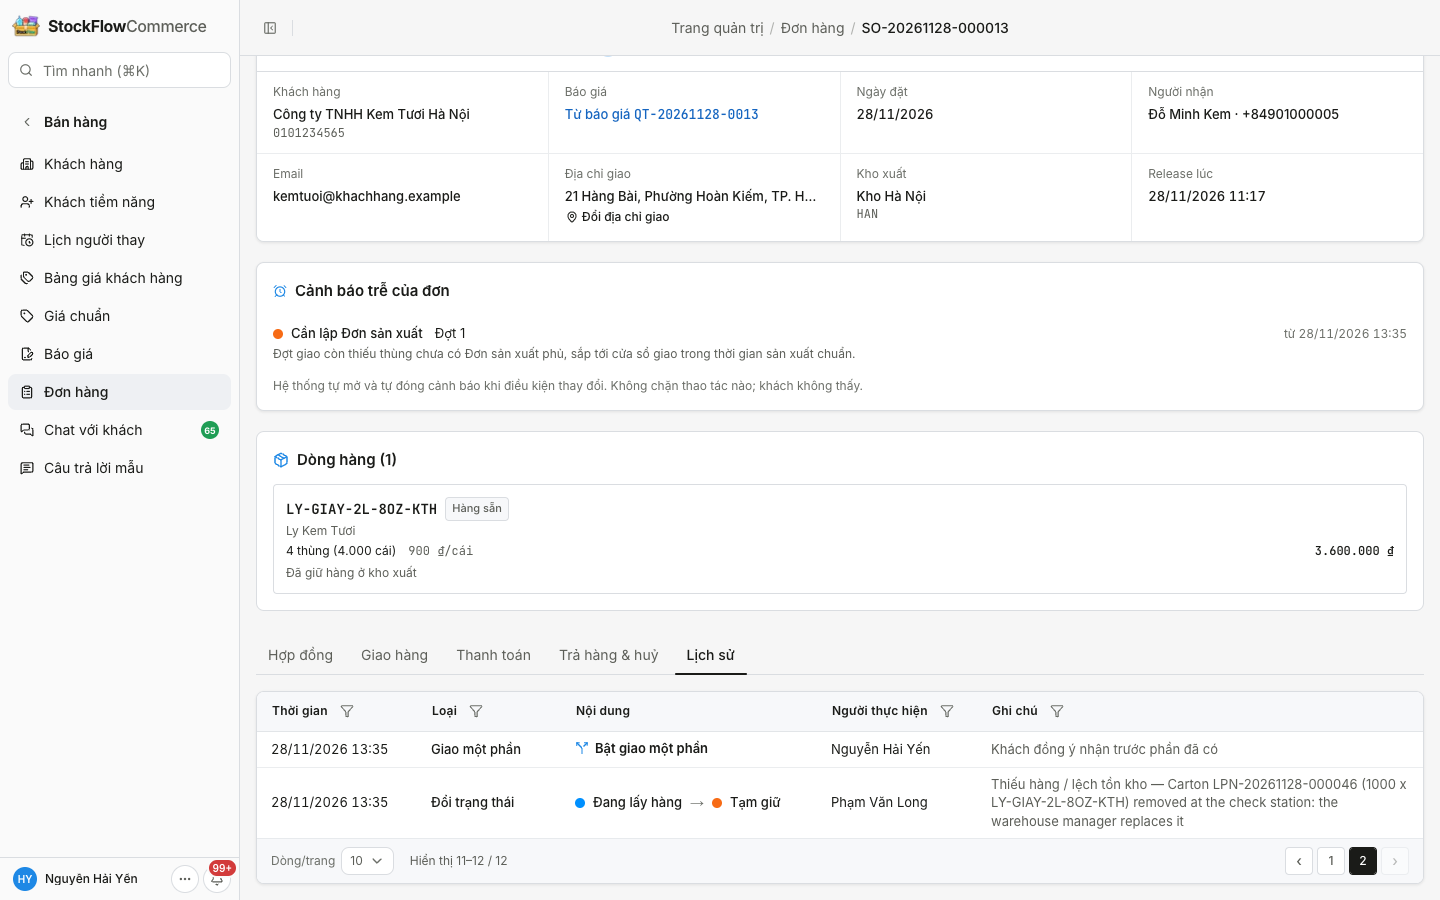 StockFlowCommerce
Tìm nhanh (⌘K)
Bán hàng
Khách hàng
Khách tiềm năng
Lịch người thay
Bảng giá khách hàng
Giá chuẩn
Báo giá
Đơn hàng
Chat với khách
65
Câu trả lời mẫu
HY
Nguyễn Hải Yến
99+
Trang quản trị / Đơn hàng / SO-20261128-000013
Khách hàng
Công ty TNHH Kem Tươi Hà Nội
0101234565
Báo giá
Từ báo giá QT-20261128-0013
Ngày đặt
28/11/2026
Người nhận
Đỗ Minh Kem · +84901000005
Email
kemtuoi@khachhang.example
Địa chỉ giao
21 Hàng Bài, Phường Hoàn Kiếm, TP. H...
Đổi địa chỉ giao
Kho xuất
Kho Hà Nội
HAN
Release lúc
28/11/2026 11:17
Cảnh báo trễ của đơn
Cần lập Đơn sản xuất Đợt 1
từ 28/11/2026 13:35
Đợt giao còn thiếu thùng chưa có Đơn sản xuất phủ, sắp tới cửa sổ giao trong thời gian sản xuất chuẩn.
Hệ thống tự mở và tự đóng cảnh báo khi điều kiện thay đổi. Không chặn thao tác nào; khách không thấy.
Dòng hàng (1)
LY-GIAY-2L-8OZ-KTH Hàng sẵn
Ly Kem Tươi
4 thùng (4.000 cái) 900 ₫/cái
3.600.000 ₫
Đã giữ hàng ở kho xuất
Hợp đồng
Giao hàng
Thanh toán
Trả hàng & huỷ
Lịch sử
Thời gian
Loại
Nội dung
Người thực hiện
Ghi chú
28/11/2026 13:35
Giao một phần
Bật giao một phần
Nguyễn Hải Yến
Khách đồng ý nhận trước phần đã có
28/11/2026 13:35
Đổi trạng thái
Đang lấy hàng → Tạm giữ
Phạm Văn Long
Thiếu hàng / lệch tồn kho — Carton LPN-20261128-000046 (1000 x
LY-GIAY-2L-8OZ-KTH) removed at the check station: the
warehouse manager replaces it
Dòng/trang
10
Hiển thị 11–12 / 12
‹
1
2
›